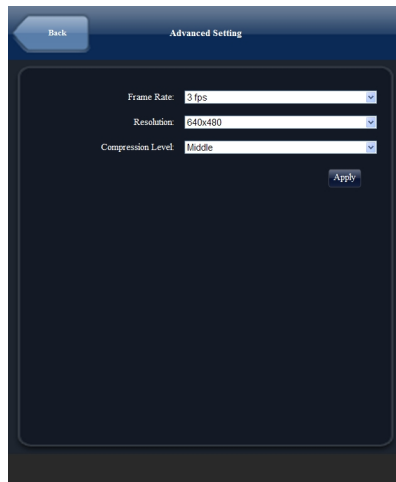 Back
Advanced Setting
Frame Rate: 3 fps
Resolution: 640x480
Compression Level: Middle
Apply